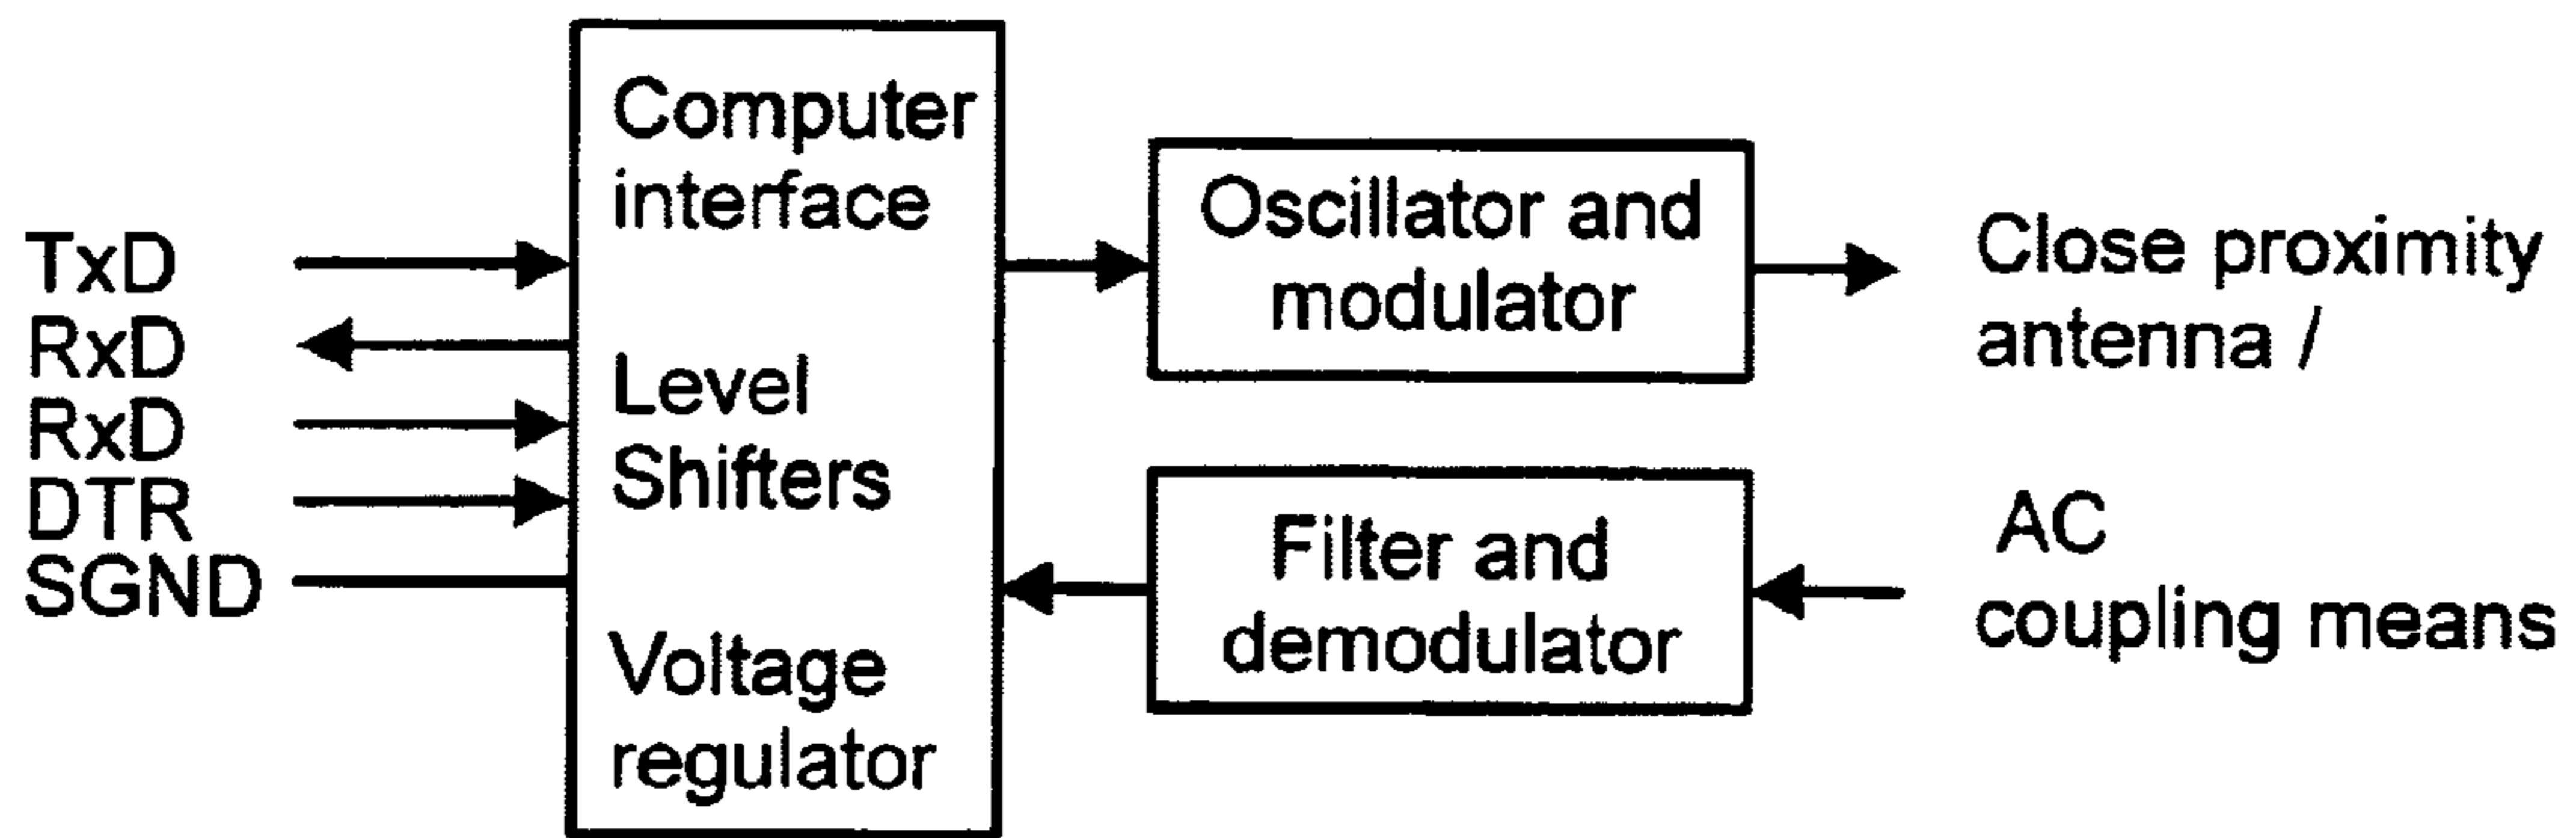 TxD
RxD
RxD
DTR
SGND
Computer
interface
Level
Shifters
Voltage
regulator
Oscillator and
modulator
Filter and
demodulator
Close proximity
antenna /
AC
coupling means